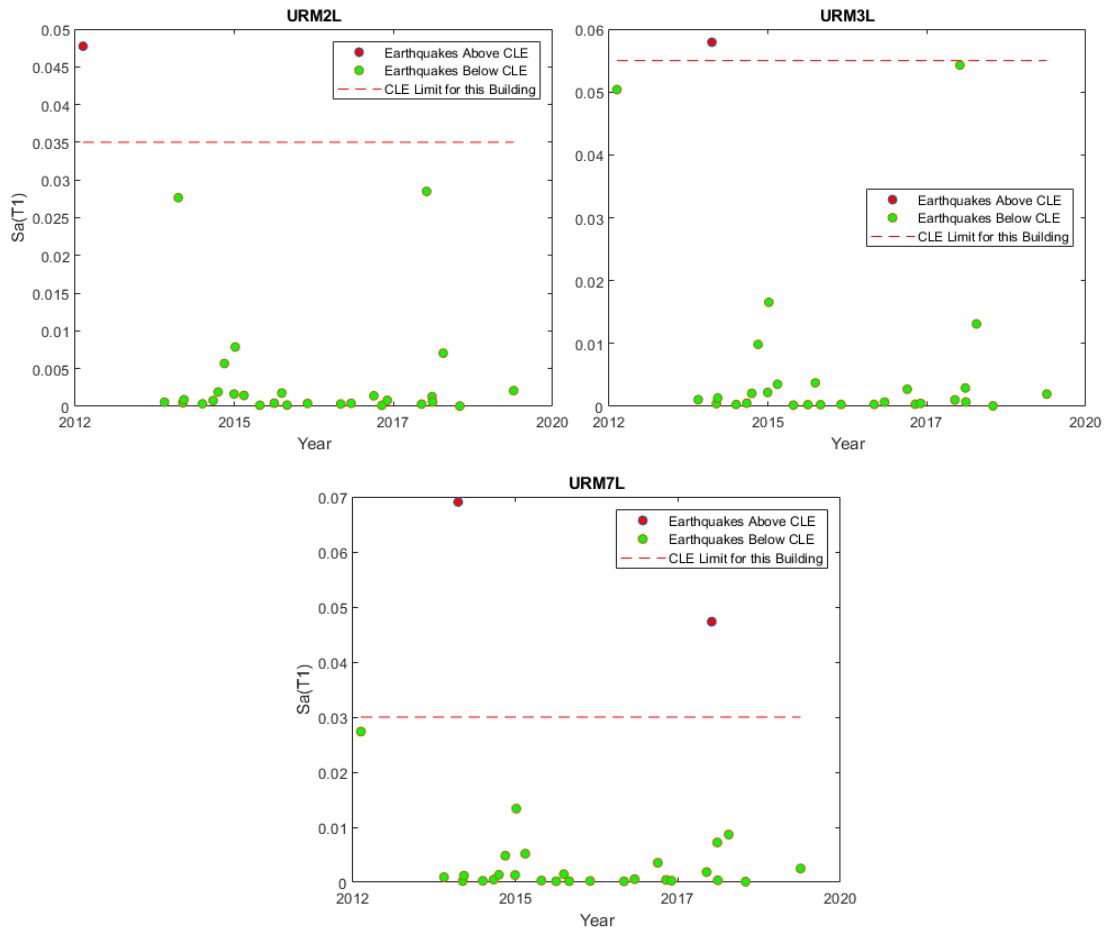 URM2L
0.05
0.045
0.04
0.035
0.03
0.025
0.02
0.015
0.01
0.005
0
Sa(T1)
2012
2015
2017
2020
Year
Earthquakes Above CLE
Earthquakes Below CLE
CLE Limit for this Building
URM3L
0.06
0.05
0.04
0.03
0.02
0.01
0
2012
2015
2017
2020
Year
Earthquakes Above CLE
Earthquakes Below CLE
CLE Limit for this Building
URM7L
0.07
0.06
0.05
0.04
0.03
0.02
0.01
0
Sa(T1)
2012
2015
2017
2020
Year
Earthquakes Above CLE
Earthquakes Below CLE
CLE Limit for this Building